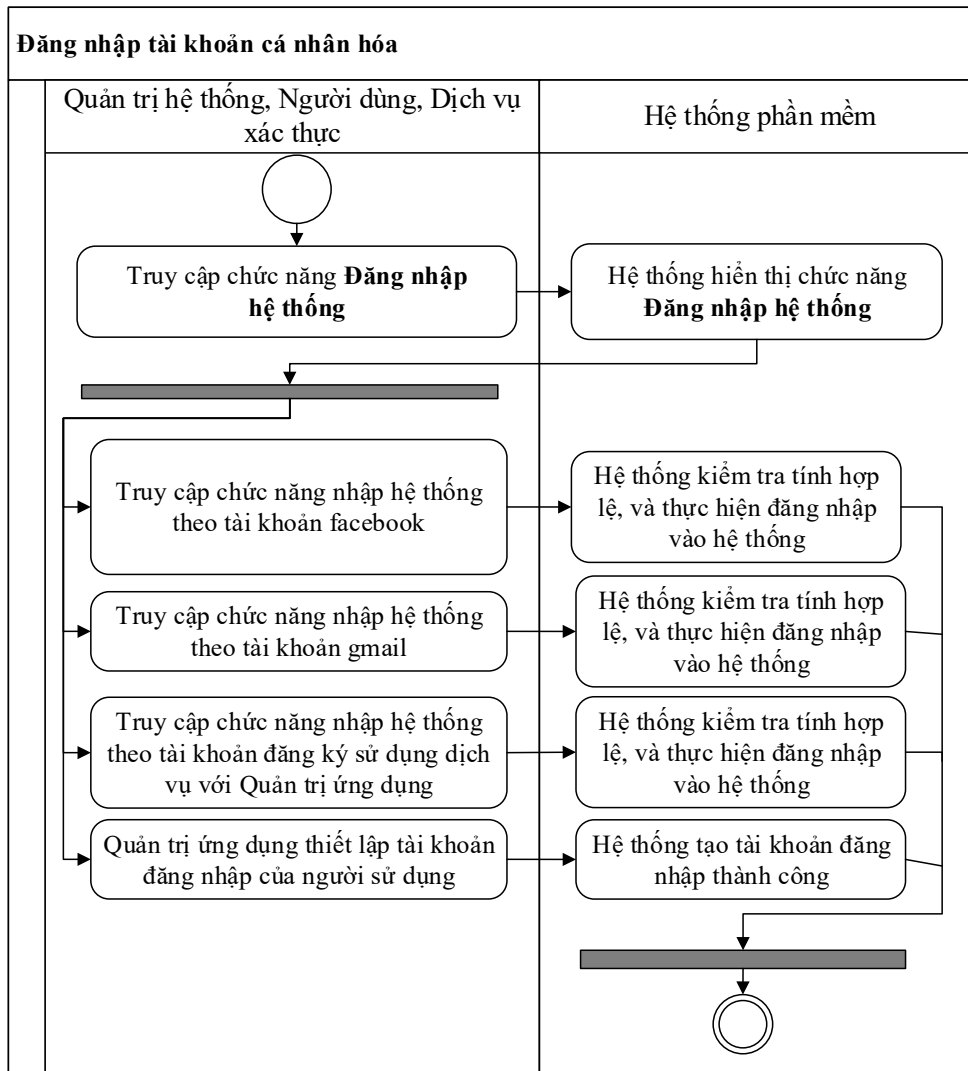 Đăng nhập tài khoản cá nhân hóa
Quản trị hệ thống, Người dùng, Dịch vụ
xác thực
Hệ thống phần mềm
Truy cập chức năng Đăng nhập
hệ thống
Hệ thống hiển thị chức năng
Đăng nhập hệ thống
Truy cập chức năng nhập hệ thống
theo tài khoản facebook
Hệ thống kiểm tra tính hợp
lệ, và thực hiện đăng nhập
vào hệ thống
Truy cập chức năng nhập hệ thống
theo tài khoản gmail
Hệ thống kiểm tra tính hợp
lệ, và thực hiện đăng nhập
vào hệ thống
Truy cập chức năng nhập hệ thống
theo tài khoản đăng ký sử dụng dịch
vụ với Quản trị ứng dụng
Hệ thống kiểm tra tính hợp
lệ, và thực hiện đăng nhập
vào hệ thống
Quản trị ứng dụng thiết lập tài khoản
đăng nhập của người sử dụng
Hệ thống tạo tài khoản đăng
nhập thành công